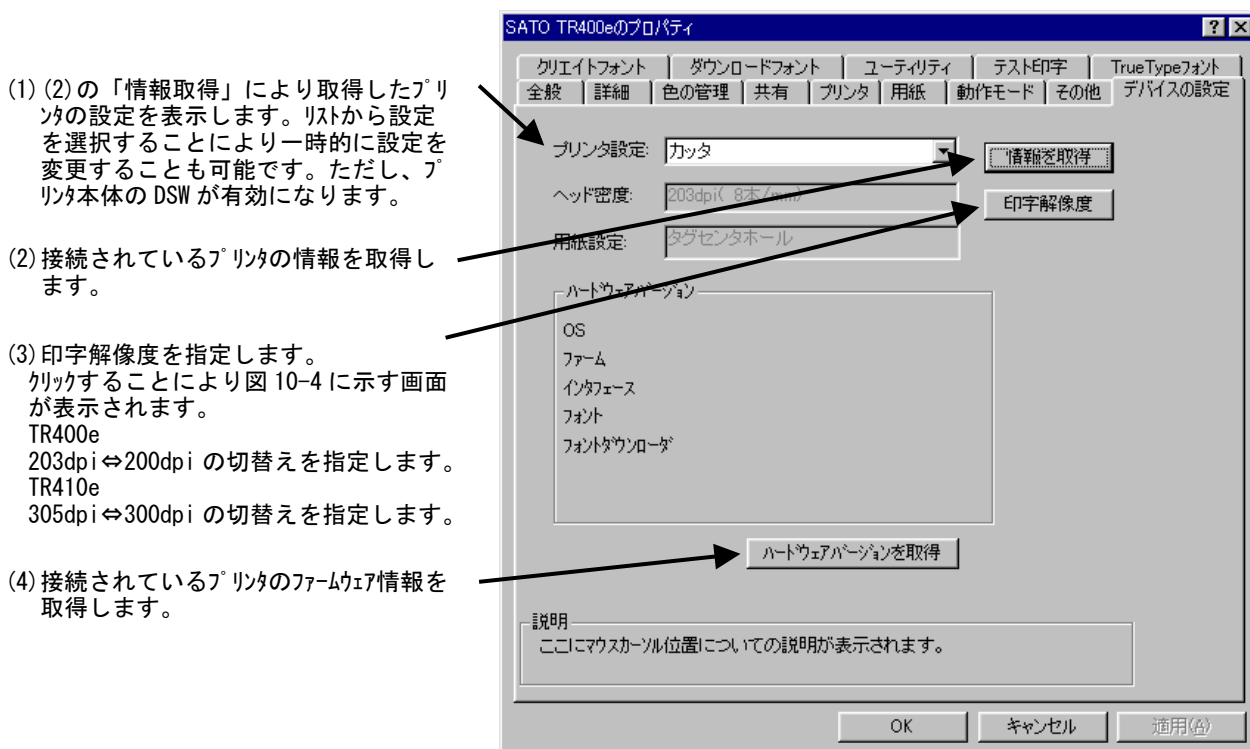 (1)(2)の「情報取得」により取得したﾌﾟﾘ
ﾝﾀの設定を表示します。ﾘｽﾄから設定
を選択することにより一時的に設定を
変更することも可能です。ただし、ﾌﾟ
ﾘﾝﾀ本体の DSW が有効になります。
(2)接続されているﾌﾟﾘﾝﾀの情報を取得し
ます。
(3)印字解像度を指定します。
ｸﾘｯｸすることにより図 10-4 に示す画面
が表示されます。
TR400e
203dpi⇔200dpi の切替えを指定します。
TR410e
305dpi⇔300dpi の切替えを指定します。
(4)接続されているﾌﾟﾘﾝﾀのﾌｧｰﾑｳｪｱ情報を
取得します。
SATO TR400eのプロパティ
クリエイトフォント ダウンロードフォント ユーティリティ テスト印字 TrueTypeフォント
全般 詳細 色の管理 共有 プリンタ 用紙 動作モード その他 デバイスの設定
プリンタ設定: カッタ 情報を取得
ヘッド密度: 203dpi( 8本/mm) 印字解像度
用紙設定: タグセンタホール
ハードウェアバージョン
OS
ファーム
インタフェース
フォント
フォントダウンローダ
ハードウェアバージョンを取得
説明
ここにマウスカーソル位置についての説明が表示されます。
OK キャンセル 適用(A)